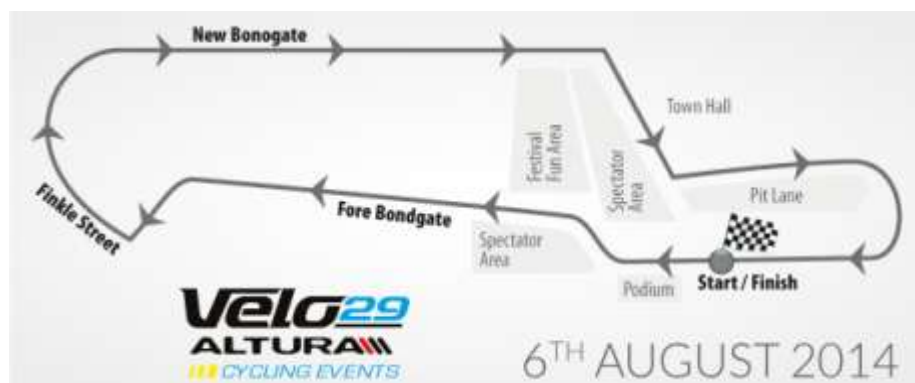 New Bonogate
Town Hall
Festival
Fun Area
Spectator
Area
Pit Lane
Finkle Street
Fore Bondgate
Spectator
Area
Podium
Start / Finish
Velo29
ALTURA
CYCLING EVENTS
6TH AUGUST 2014